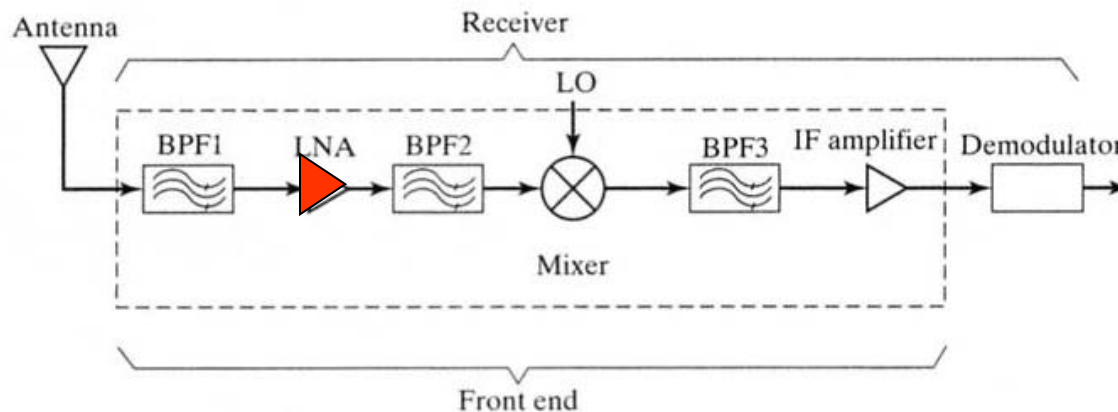 Antenna
Receiver
LO
BPF1
LNA
BPF2
BPF3
IF amplifier
Demodulator
Mixer
Front end